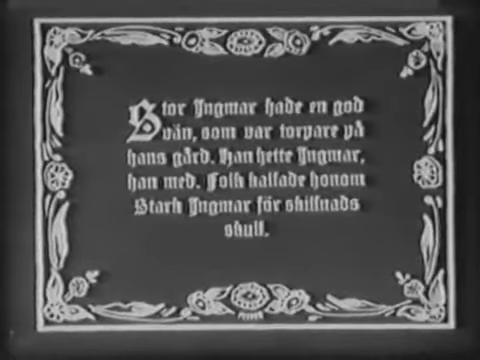 Stor Ingmar hade en god
vän, som var torpare på
hans gård. Han hette Ingmar,
han med. Folk kallade honom
Stark Ingmar för skillnads
skull.